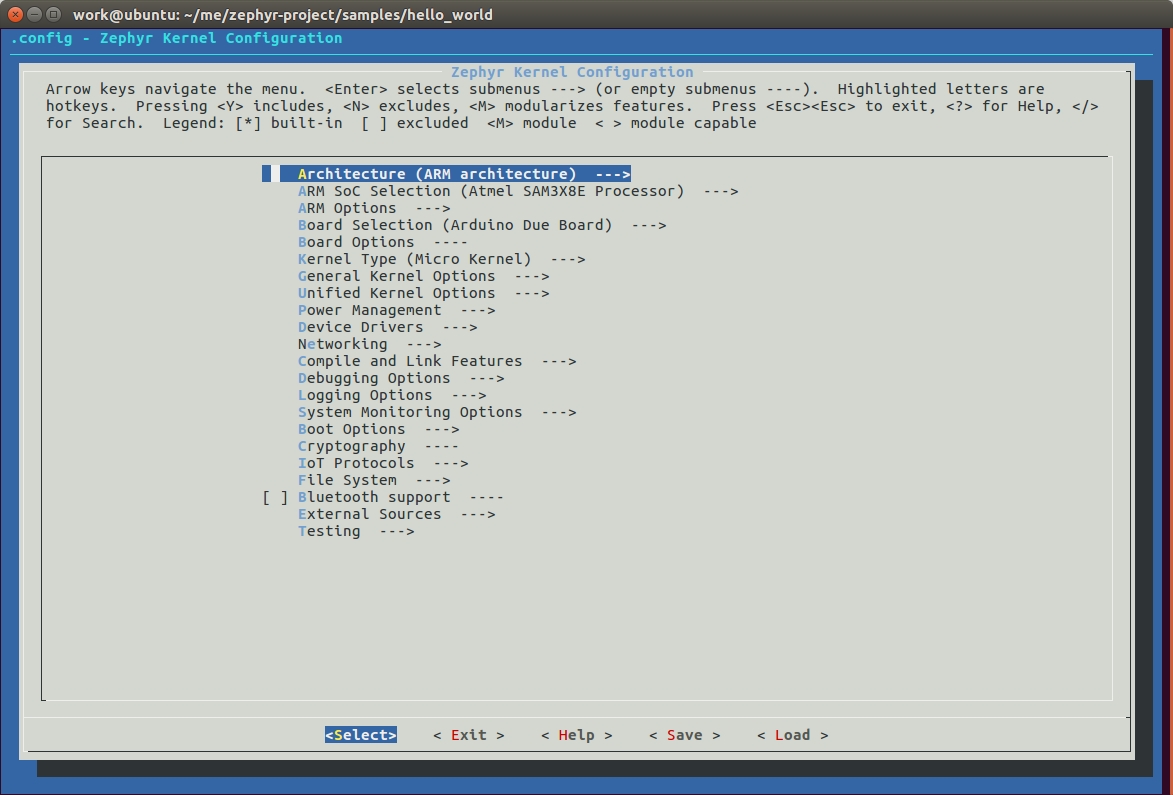 work@ubuntu: ~/me/zephyr-project/samples/hello_world
.config - Zephyr Kernel Configuration
Zephyr Kernel Configuration
Arrow keys navigate the menu.  <Enter> selects submenus ---> (or empty submenus ----).  Highlighted letters are
hotkeys.  Pressing <Y> includes, <N> excludes, <M> modularizes features.  Press <Esc><Esc> to exit, <?> for Help, </>
for Search.  Legend: [*] built-in  [ ] excluded  <M> module  < > module capable
Architecture (ARM architecture)  --->
ARM SoC Selection (Atmel SAM3X8E Processor)  --->
ARM Options  --->
Board Selection (Arduino Due Board)  --->
Board Options  ----
Kernel Type (Micro Kernel)  --->
General Kernel Options  --->
Unified Kernel Options  --->
Power Management  --->
Device Drivers  --->
Networking  --->
Compile and Link Features  --->
Debugging Options  --->
Logging Options  --->
System Monitoring Options  --->
Boot Options  --->
Cryptography  ----
IoT Protocols  --->
File System  --->
[ ] Bluetooth support  ----
External Sources  --->
Testing  --->
<Select>    < Exit >    < Help >    < Save >    < Load >